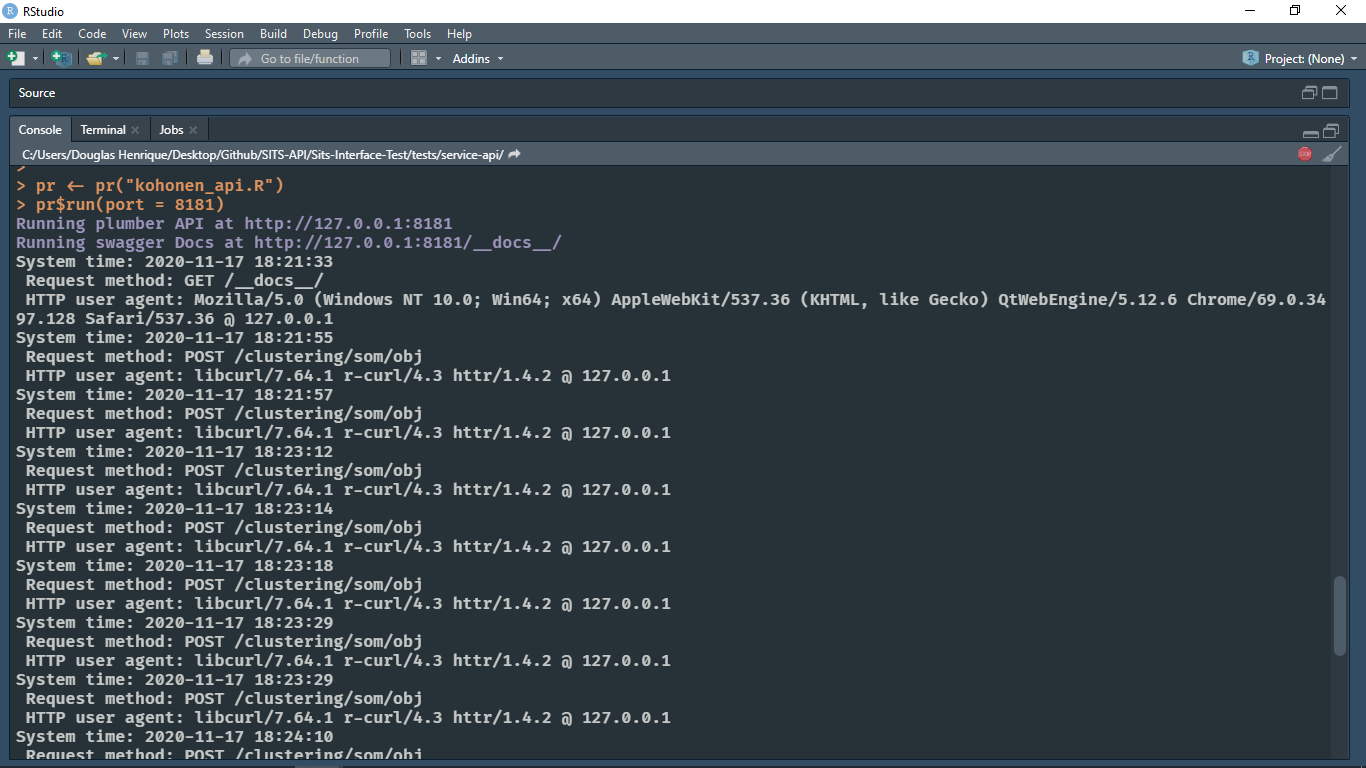 RStudio
File Edit Code View Plots Session Build Debug Profile Tools Help
Go to file/function Addins Project: (None)
Source
Console Terminal Jobs
C:/Users/Douglas Henrique/Desktop/Github/SITS-API/Sits-Interface-Test/tests/service-api/
>
> pr <- pr("kohonen_api.R")
> pr$run(port = 8181)
Running plumber API at http://127.0.0.1:8181
Running swagger Docs at http://127.0.0.1:8181/__docs__/
System time: 2020-11-17 18:21:33
Request method: GET /__docs__/
HTTP user agent: Mozilla/5.0 (Windows NT 10.0; Win64; x64) AppleWebKit/537.36 (KHTML, like Gecko) QtWebEngine/5.12.6 Chrome/69.0.34
97.128 Safari/537.36 @ 127.0.0.1
System time: 2020-11-17 18:21:55
Request method: POST /clustering/som/obj
HTTP user agent: libcurl/7.64.1 r-curl/4.3 httr/1.4.2 @ 127.0.0.1
System time: 2020-11-17 18:21:57
Request method: POST /clustering/som/obj
HTTP user agent: libcurl/7.64.1 r-curl/4.3 httr/1.4.2 @ 127.0.0.1
System time: 2020-11-17 18:23:12
Request method: POST /clustering/som/obj
HTTP user agent: libcurl/7.64.1 r-curl/4.3 httr/1.4.2 @ 127.0.0.1
System time: 2020-11-17 18:23:14
Request method: POST /clustering/som/obj
HTTP user agent: libcurl/7.64.1 r-curl/4.3 httr/1.4.2 @ 127.0.0.1
System time: 2020-11-17 18:23:18
Request method: POST /clustering/som/obj
HTTP user agent: libcurl/7.64.1 r-curl/4.3 httr/1.4.2 @ 127.0.0.1
System time: 2020-11-17 18:23:29
Request method: POST /clustering/som/obj
HTTP user agent: libcurl/7.64.1 r-curl/4.3 httr/1.4.2 @ 127.0.0.1
System time: 2020-11-17 18:23:29
Request method: POST /clustering/som/obj
HTTP user agent: libcurl/7.64.1 r-curl/4.3 httr/1.4.2 @ 127.0.0.1
System time: 2020-11-17 18:24:10
Request method: POST /clustering/som/obj